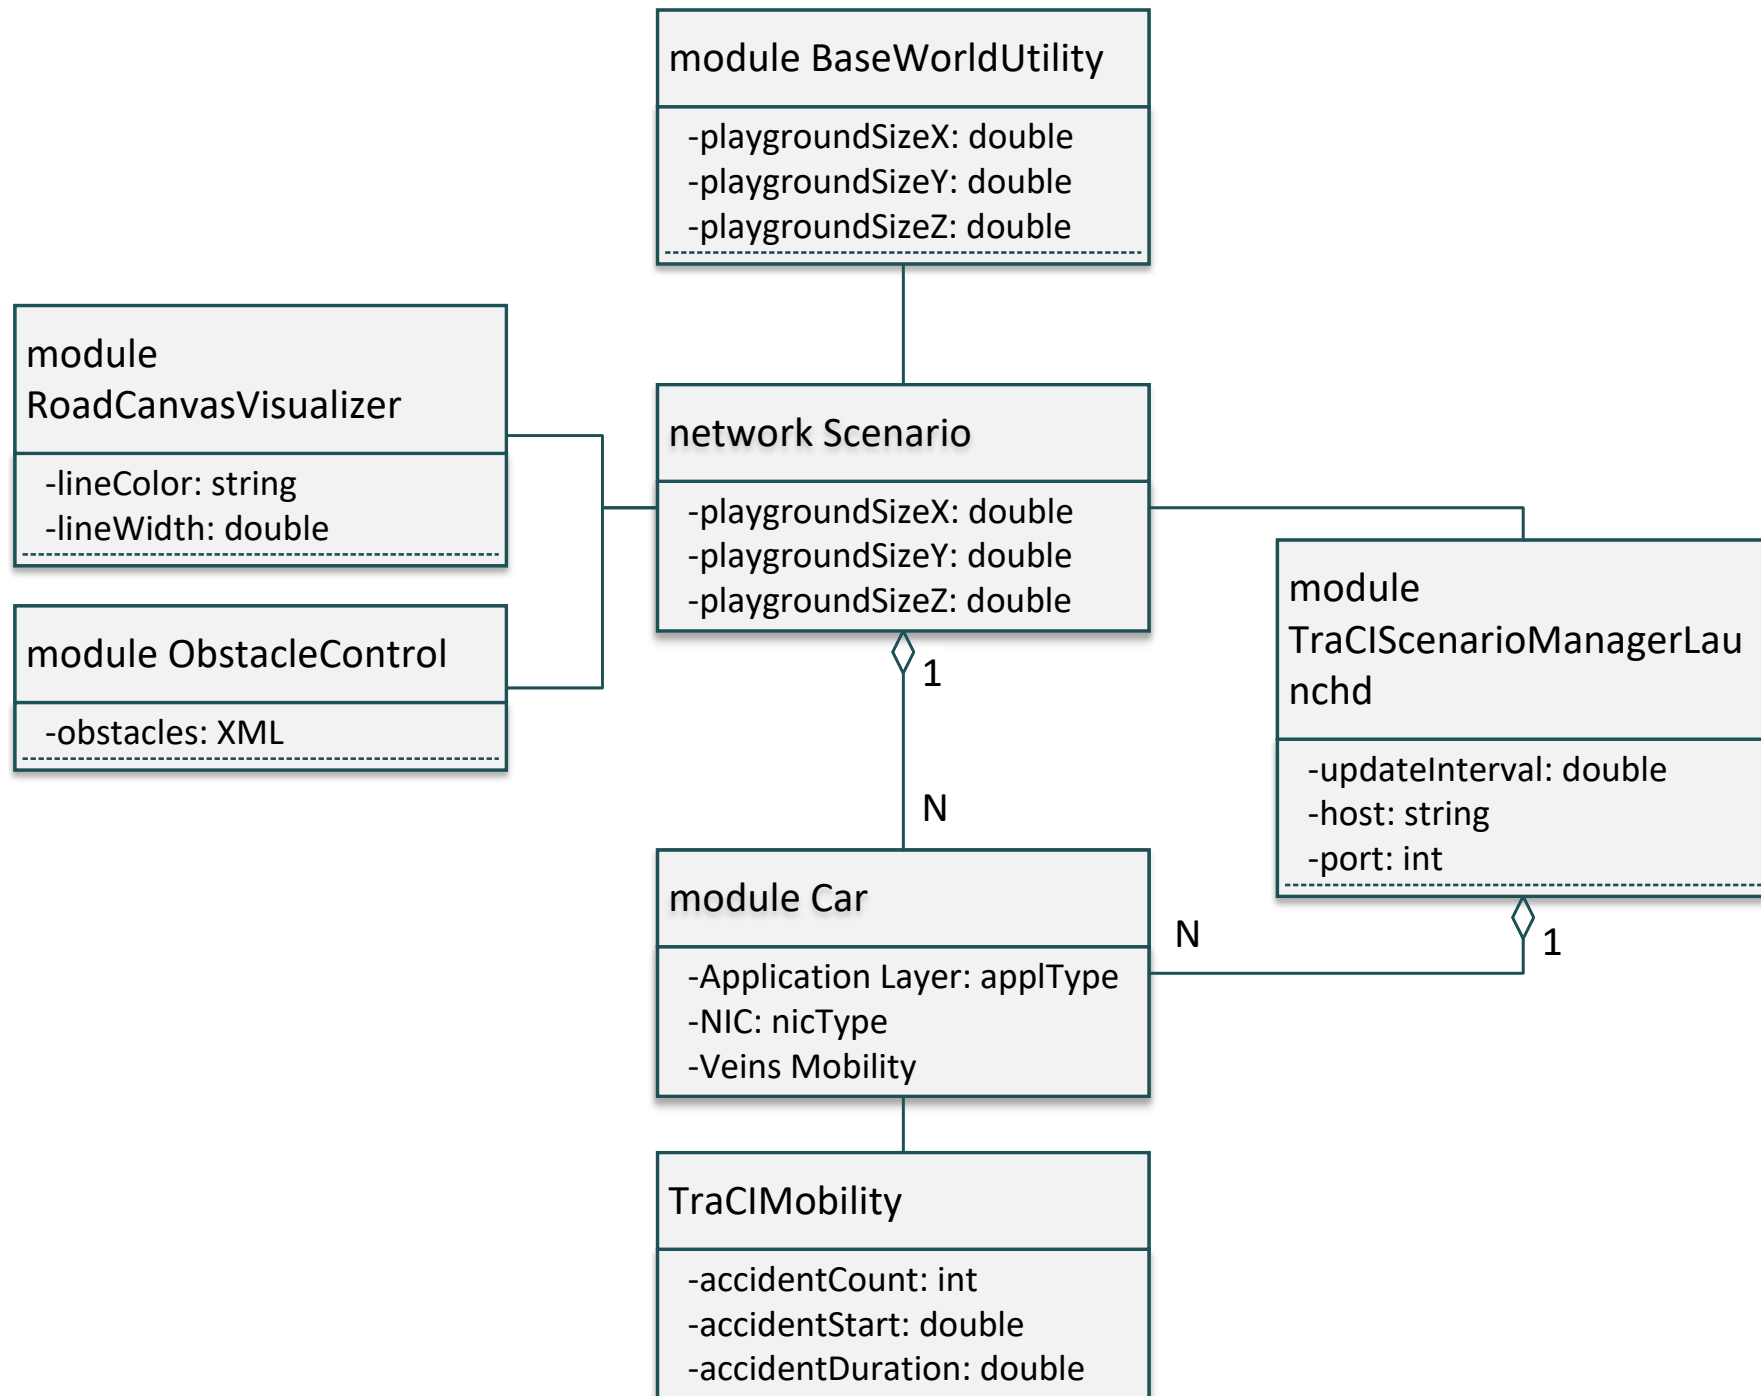 module BaseWorldUtility
-playgroundSizeX: double
-playgroundSizeY: double
-playgroundSizeZ: double
module
RoadCanvasVisualizer
-lineColor: string
-lineWidth: double
module ObstacleControl
-obstacles: XML
network Scenario
-playgroundSizeX: double
-playgroundSizeY: double
-playgroundSizeZ: double
1
N
module
TraCIScenarioManagerLau
nchd
-updateInterval: double
-host: string
-port: int
1
N
module Car
-Application Layer: applType
-NIC: nicType
-Veins Mobility
TraCIMobility
-accidentCount: int
-accidentStart: double
-accidentDuration: double